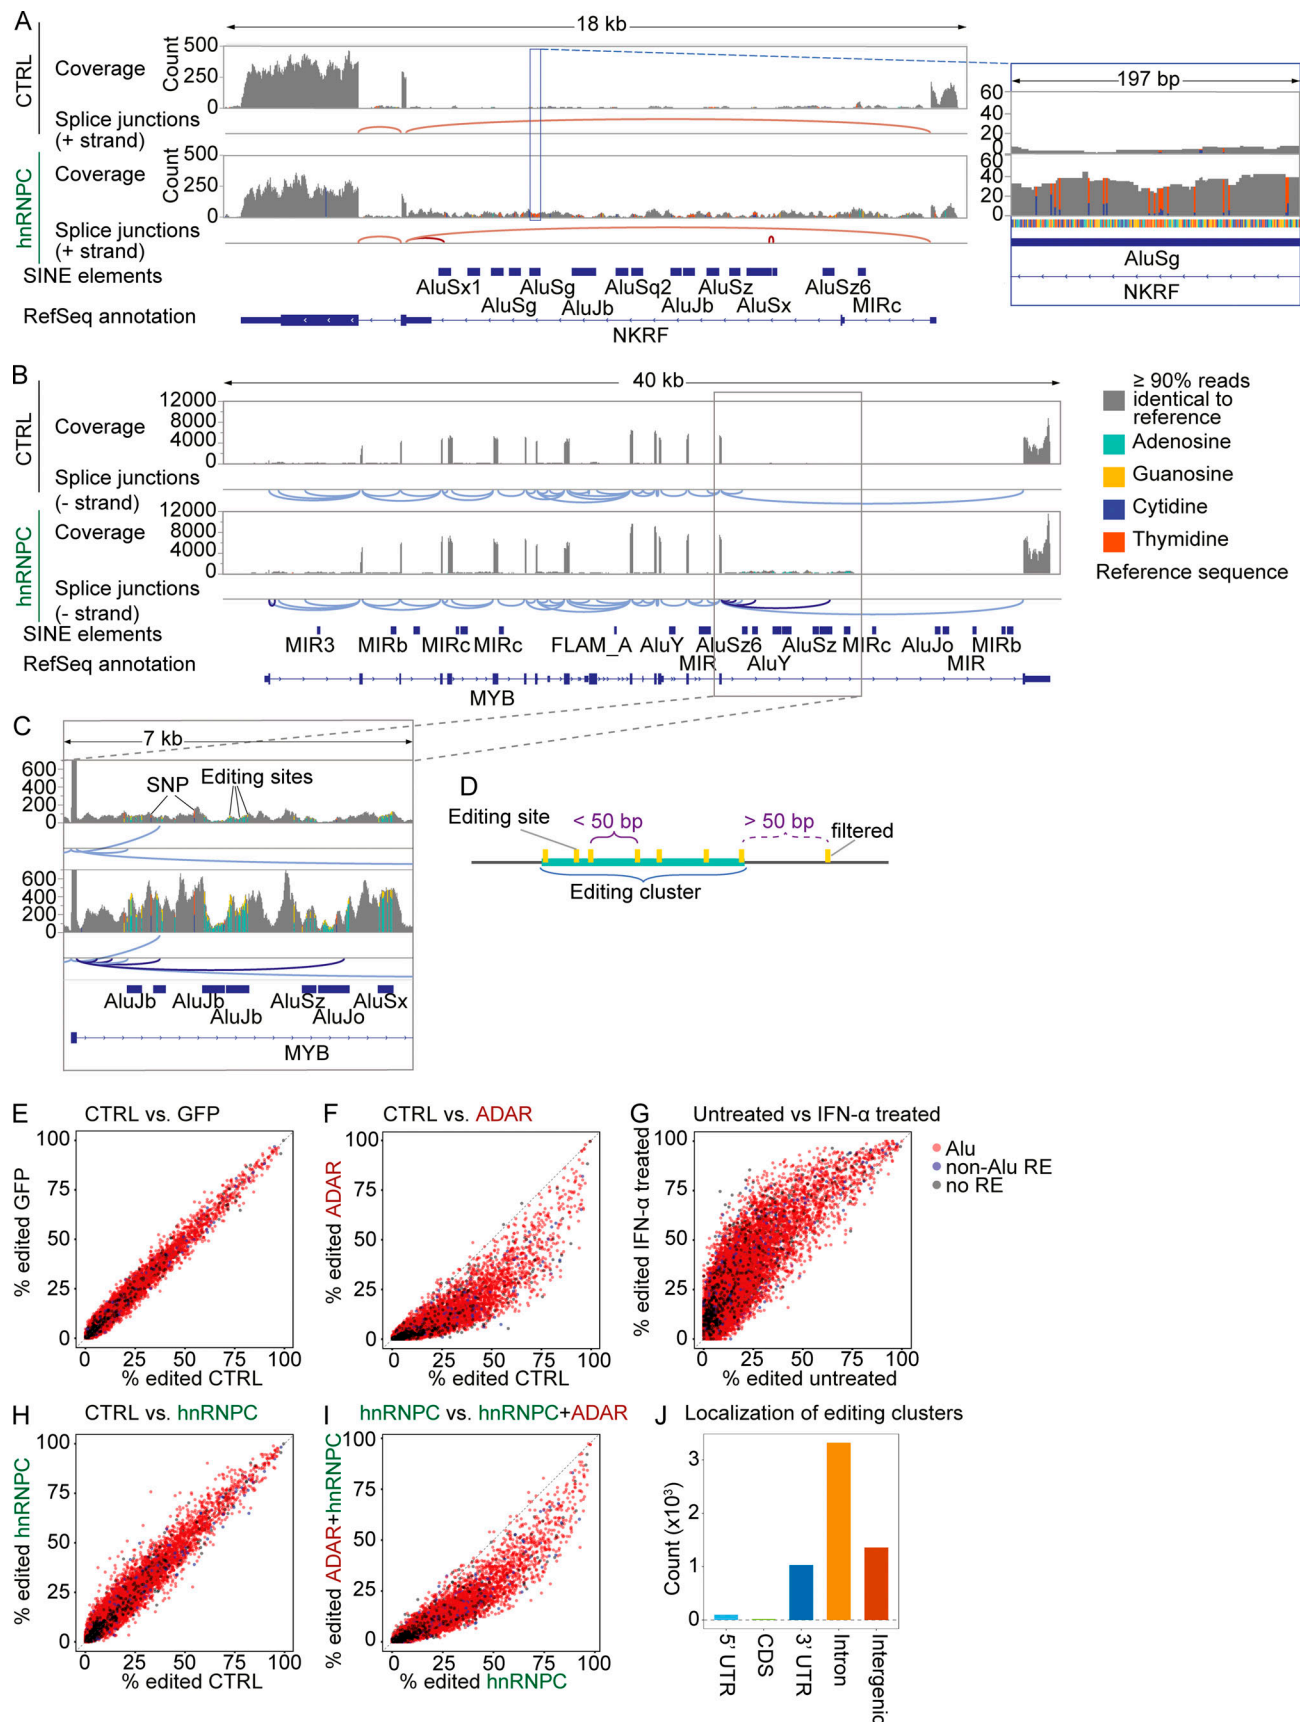 A
18 kb
CTRL
Coverage
Count
500
250
0
Splice junctions
(+ strand)
hnRNPC
Coverage
Count
500
250
0
Splice junctions
(+ strand)
SINE elements
AluSx1 AluSg AluSq2 AluSz AluSz6
AluSg AluJb AluJb AluSx MIRc
RefSeq annotation
NKRF
197 bp
60
40
20
0
60
40
20
0
AluSg
NKRF
B
40 kb
CTRL
Coverage
12000
8000
4000
0
Splice junctions
(- strand)
hnRNPC
Coverage
12000
8000
4000
0
Splice junctions
(- strand)
SINE elements
MIR3 MIRb MIRc MIRc FLAM_A AluY AluSz6 AluSz MIRc AluJo MIRb
RefSeq annotation
MIR AluY MIR
MYB
≥ 90% reads
identical to
reference
Adenosine
Guanosine
Cytidine
Thymidine
Reference sequence
C
7 kb
600
400
200
0
SNP
Editing sites
600
400
200
0
AluJb AluJb AluSz AluSx
AluJb AluJo
MYB
D
Editing site
< 50 bp
> 50 bp
filtered
Editing cluster
E CTRL vs. GFP
% edited GFP
100
75
50
25
0
0 25 50 75 100
% edited CTRL
F CTRL vs. ADAR
% edited ADAR
100
75
50
25
0
0 25 50 75 100
% edited CTRL
G Untreated vs IFN-α treated
% edited IFN-α treated
100
75
50
25
0
0 25 50 75 100
% edited untreated
Alu
non-Alu RE
no RE
H CTRL vs. hnRNPC
% edited hnRNPC
100
75
50
25
0
0 25 50 75 100
% edited CTRL
I hnRNPC vs. hnRNPC+ADAR
% edited ADAR+hnRNPC
100
75
50
25
0
0 25 50 75 100
% edited hnRNPC
J Localization of editing clusters
Count (x10³)
3
2
1
0
5' UTR
CDS
3' UTR
Intron
Intergenic